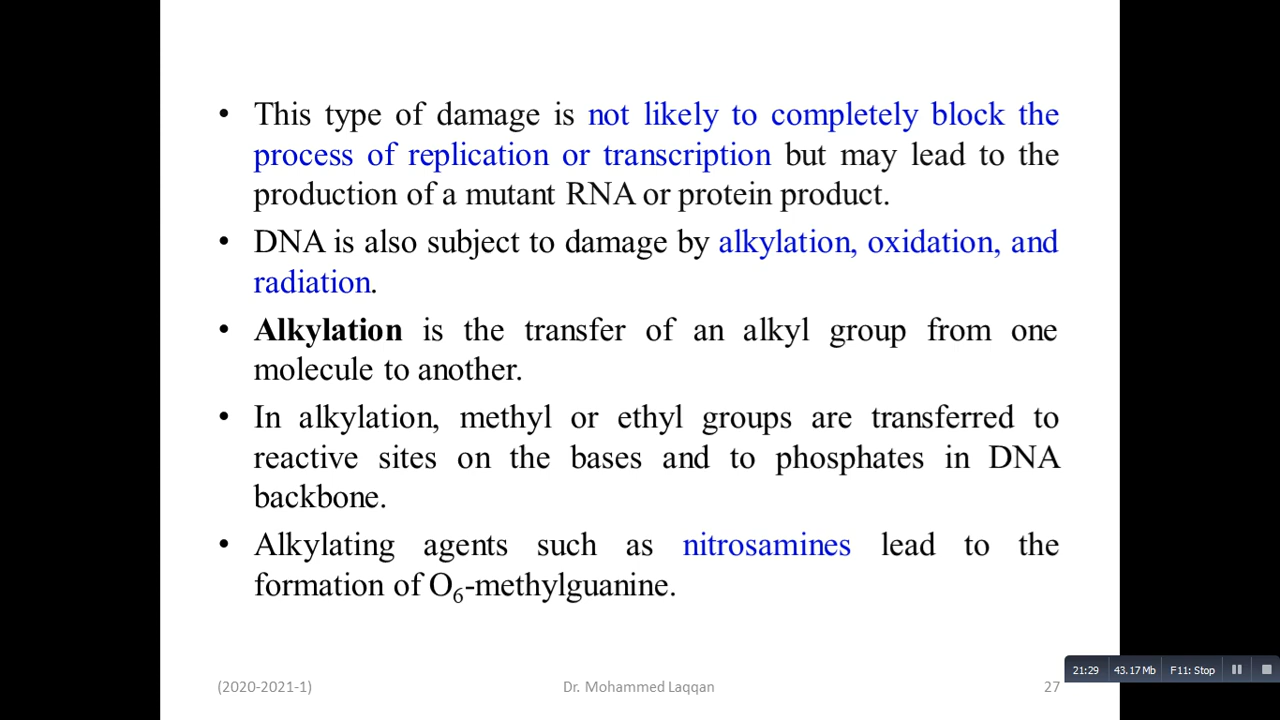 • This type of damage is not likely to completely block the
process of replication or transcription but may lead to the
production of a mutant RNA or protein product.
• DNA is also subject to damage by alkylation, oxidation, and
radiation.
• Alkylation is the transfer of an alkyl group from one
molecule to another.
• In alkylation, methyl or ethyl groups are transferred to
reactive sites on the bases and to phosphates in DNA
backbone.
• Alkylating agents such as nitrosamines lead to the
formation of O₆-methylguanine.
21:29 43.17 Mb F11: Stop
(2020-2021-1) Dr. Mohammed Laqqan 27